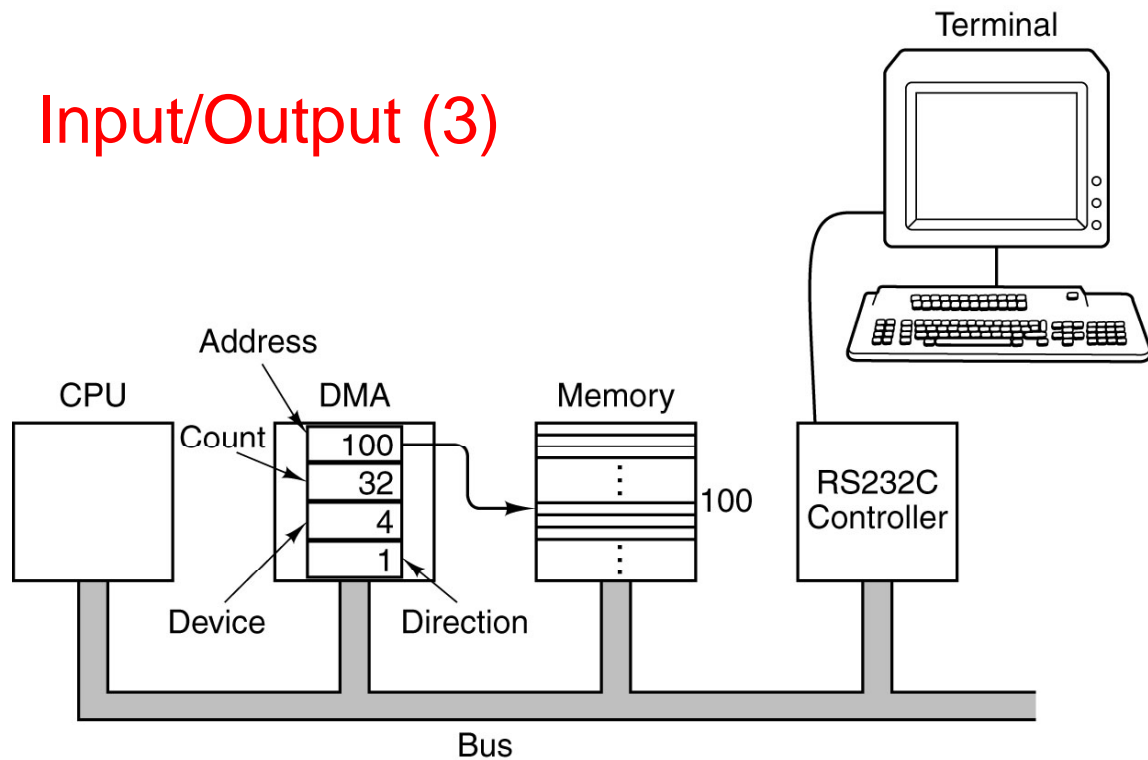 Terminal
Input/Output (3)
Address
CPU
DMA
Memory
Count
100
32
4
1
100
RS232C
Controller
Device
Direction
Bus